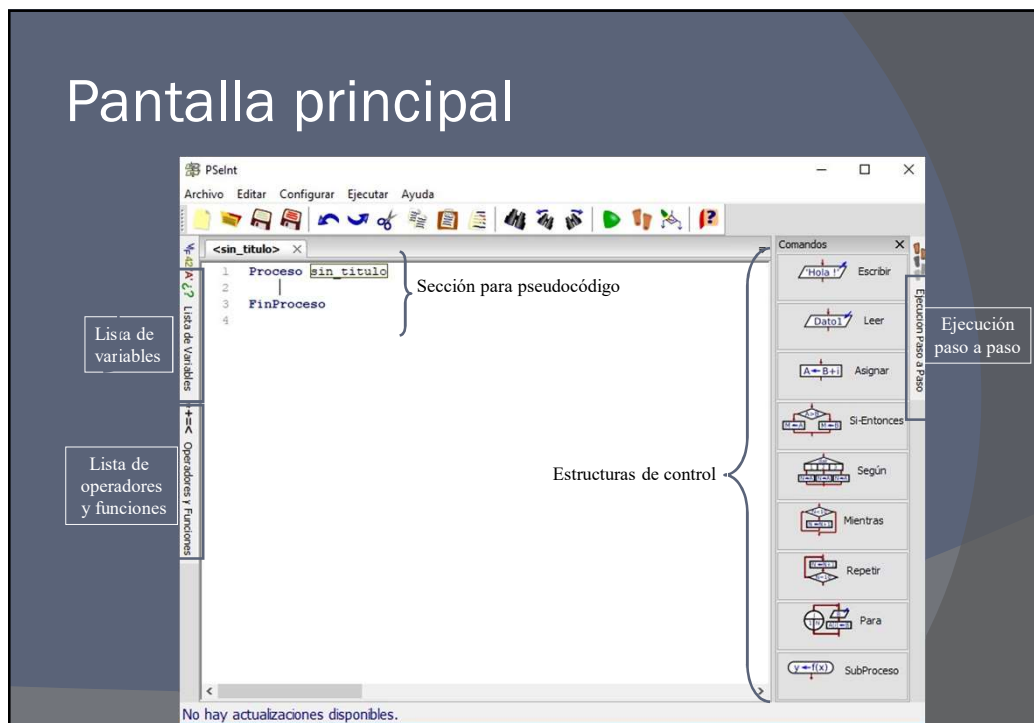 Pantalla principal
PSeInt
Archivo Editar Configurar Ejecutar Ayuda
<sin_titulo>
1 Proceso sin_titulo
2
3 FinProceso
4
Sección para pseudocódigo
Lista de
variables
Lista de Variables
Lista de
operadores
y funciones
Operadores y Funciones
Estructuras de control
Comandos
'Hola !' Escribir
Dato1 Leer
A←B+i Asignar
A>B
M←A M←B
Si-Entonces
Según
Mientras
Repetir
Para
y←f(x) SubProceso
Ejecución Paso a Paso
Ejecución
paso a paso
No hay actualizaciones disponibles.